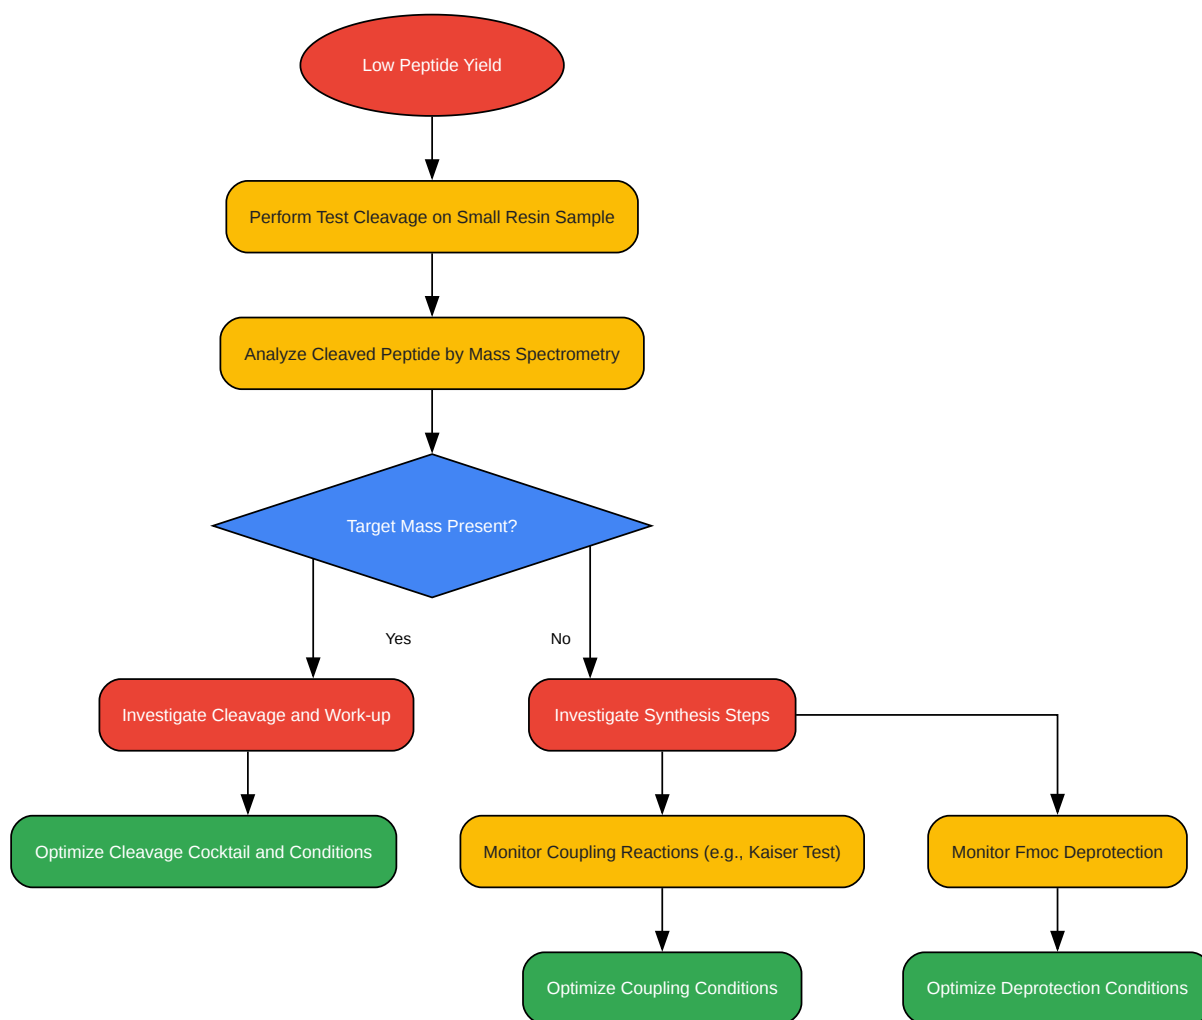 Low Peptide Yield
Perform Test Cleavage on Small Resin Sample
Analyze Cleaved Peptide by Mass Spectrometry
Target Mass Present?
Yes
No
Investigate Cleavage and Work-up
Investigate Synthesis Steps
Optimize Cleavage Cocktail and Conditions
Monitor Coupling Reactions (e.g., Kaiser Test)
Monitor Fmoc Deprotection
Optimize Coupling Conditions
Optimize Deprotection Conditions